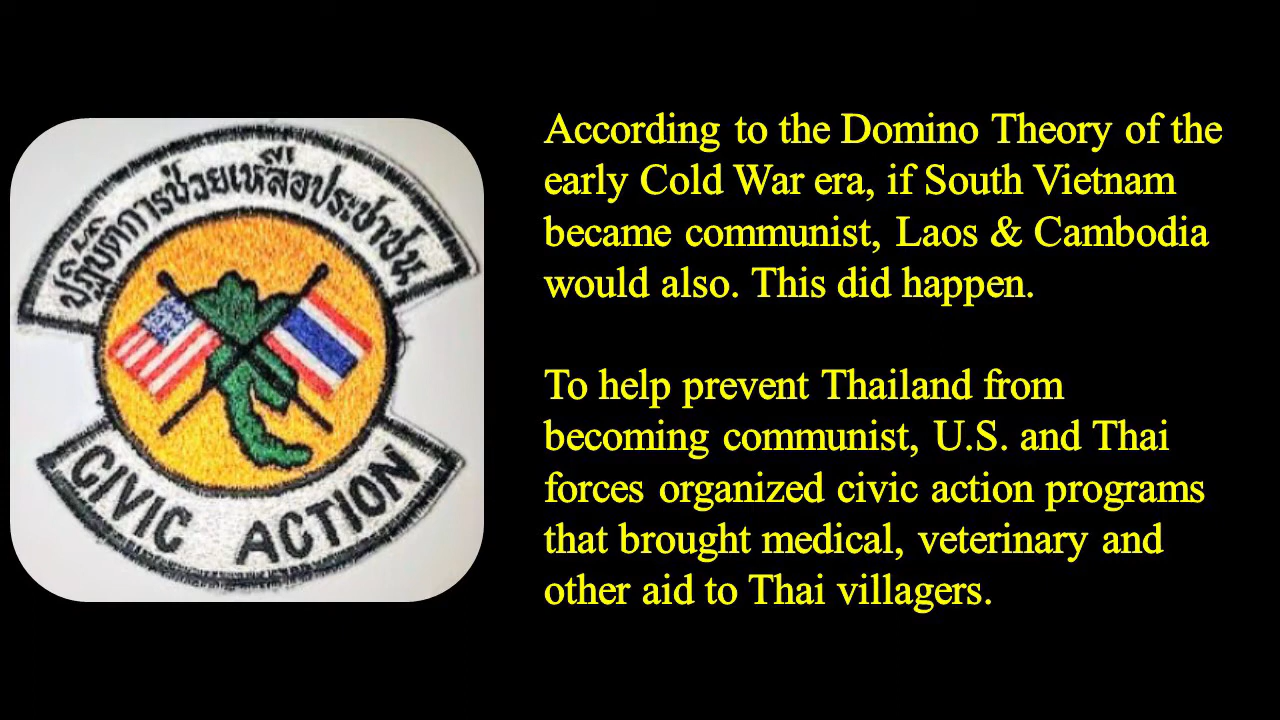 ปฏิบัติการช่วยเหลือประชาชน
CIVIC ACTION
According to the Domino Theory of the
early Cold War era, if South Vietnam
became communist, Laos & Cambodia
would also. This did happen.
To help prevent Thailand from
becoming communist, U.S. and Thai
forces organized civic action programs
that brought medical, veterinary and
other aid to Thai villagers.